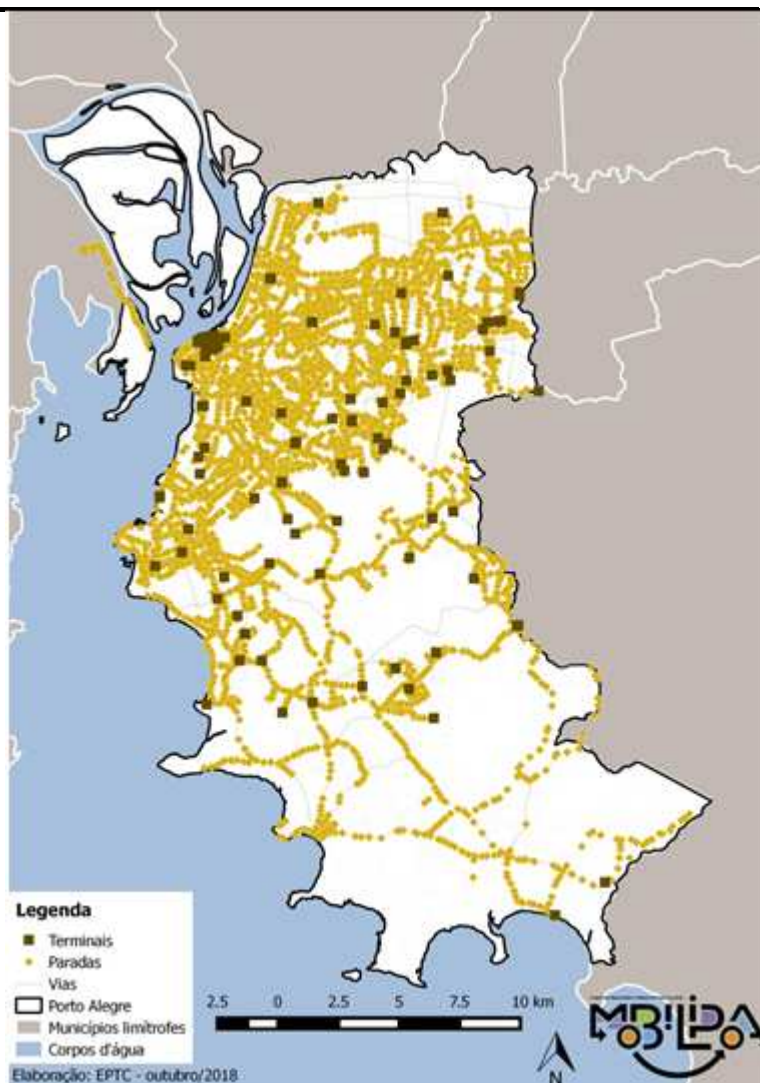 Legenda
Terminais
Paradas
Vias
Porto Alegre
Municípios limítrofes
Corpos d'água
Elaboração: EPTC - outubro/2018
2.5 0 2.5 5 7.5 10 km
N